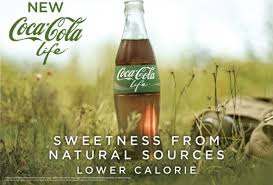 NEW
Coca-Cola
life
Coca-Cola
life
SWEETNESS FROM
NATURAL SOURCES
LOWER CALORIE